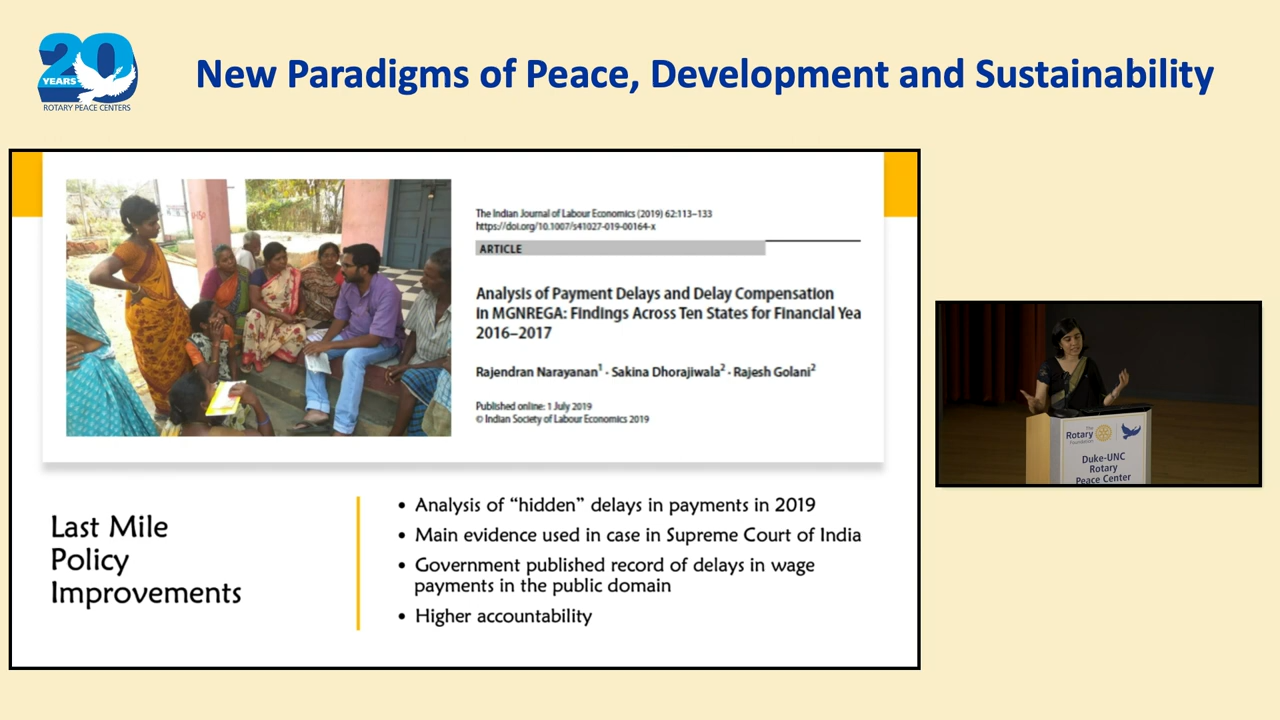 20
YEARS
ROTARY PEACE CENTERS
New Paradigms of Peace, Development and Sustainability
The Indian Journal of Labour Economics (2019) 62:113–133
https://doi.org/10.1007/s41027-019-00164-x
ARTICLE
Analysis of Payment Delays and Delay Compensation
in MGNREGA: Findings Across Ten States for Financial Yea
2016–2017
Rajendran Narayanan1 · Sakina Dhorajiwala2 · Rajesh Golani2
Published online: 1 July 2019
© Indian Society of Labour Economics 2019
Last Mile
Policy
Improvements
• Analysis of “hidden” delays in payments in 2019
• Main evidence used in case in Supreme Court of India
• Government published record of delays in wage
payments in the public domain
• Higher accountability
The
Rotary
Foundation
Duke-UNC
Rotary
Peace Center